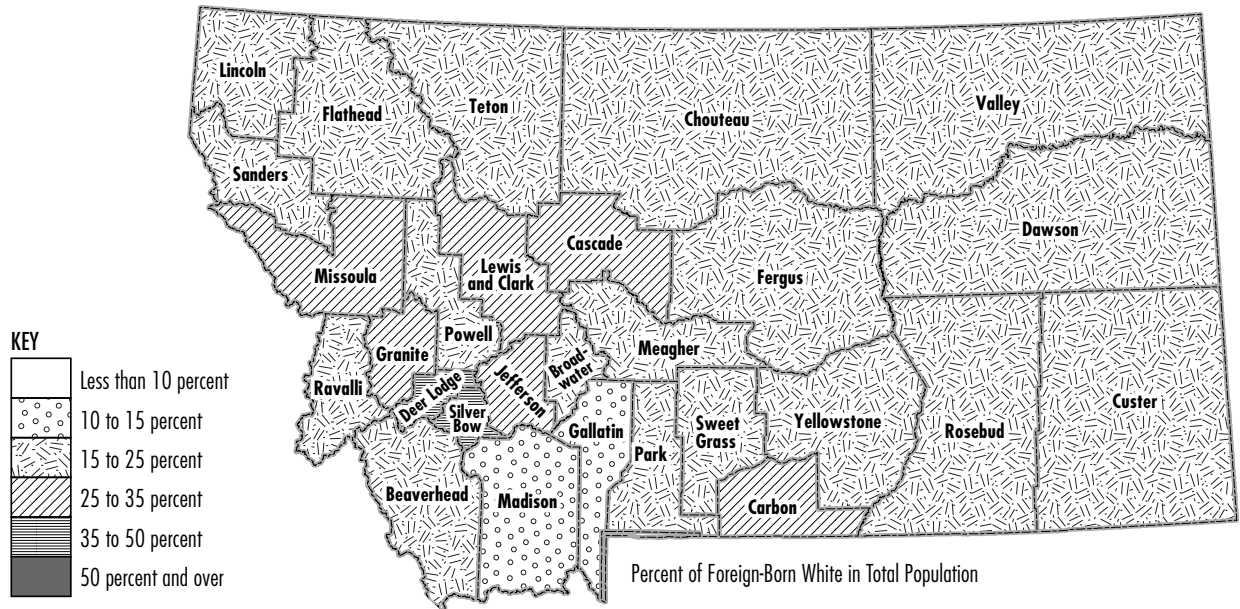 Lincoln
Flathead
Teton
Chouteau
Valley
Sanders
Dawson
Cascade
Missoula
Lewis
and Clark
Fergus
Powell
Meagher
Granite
Broad-
water
Jefferson
Ravalli
Deer Lodge
Silver
Bow
Gallatin
Park
Sweet
Grass
Yellowstone
Rosebud
Custer
Beaverhead
Madison
Carbon
KEY
Less than 10 percent
10 to 15 percent
15 to 25 percent
25 to 35 percent
35 to 50 percent
50 percent and over
Percent of Foreign-Born White in Total Population